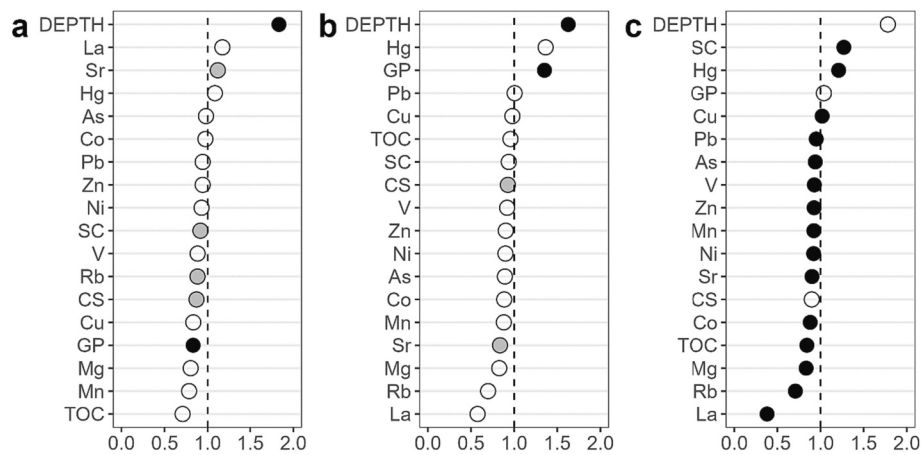 a
DEPTH
La
Sr
Hg
As
Co
Pb
Zn
Ni
SC
V
Rb
CS
Cu
GP
Mg
Mn
TOC
0.0 0.5 1.0 1.5 2.0
b
DEPTH
Hg
GP
Pb
Cu
TOC
SC
CS
V
Zn
Ni
As
Co
Mn
Sr
Mg
Rb
La
0.0 0.5 1.0 1.5 2.0
c
DEPTH
SC
Hg
GP
Cu
Pb
As
V
Zn
Mn
Ni
Sr
CS
Co
TOC
Mg
Rb
La
0.0 0.5 1.0 1.5 2.0